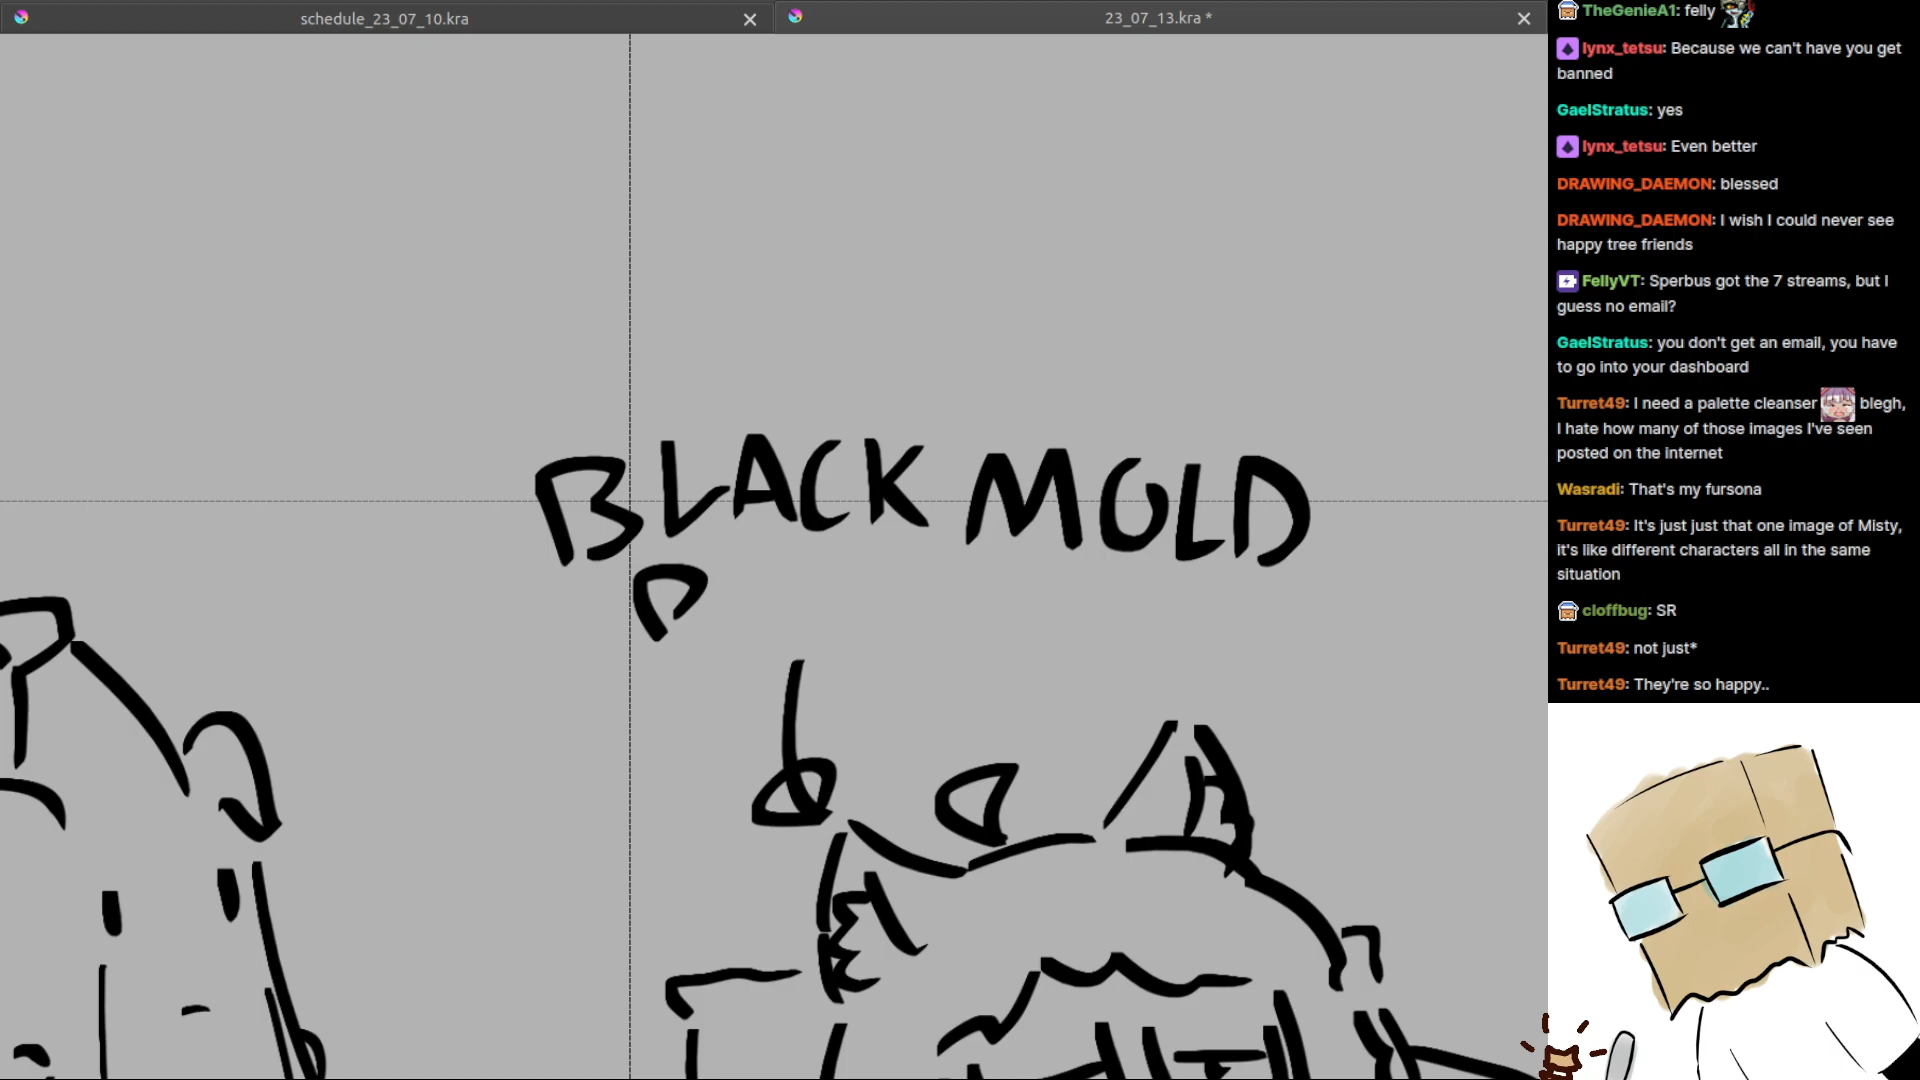 schedule_23_07_10.kra
23_07_13.kra *
BLACK MOLD
TheGenieA1: felly
lynx_tetsu: Because we can't have you get
banned
GaelStratus: yes
lynx_tetsu: Even better
DRAWING_DAEMON: blessed
DRAWING_DAEMON: I wish I could never see
happy tree friends
FellyVT: Sperbus got the 7 streams, but I
guess no email?
GaelStratus: you don't get an email, you have
to go into your dashboard
Turret49: I need a palette cleanser blegh,
I hate how many of those images I've seen
posted on the internet
Wasradi: That's my fursona
Turret49: It's just just that one image of Misty,
it's like different characters all in the same
situation
cloffbug: SR
Turret49: not just*
Turret49: They're so happy..